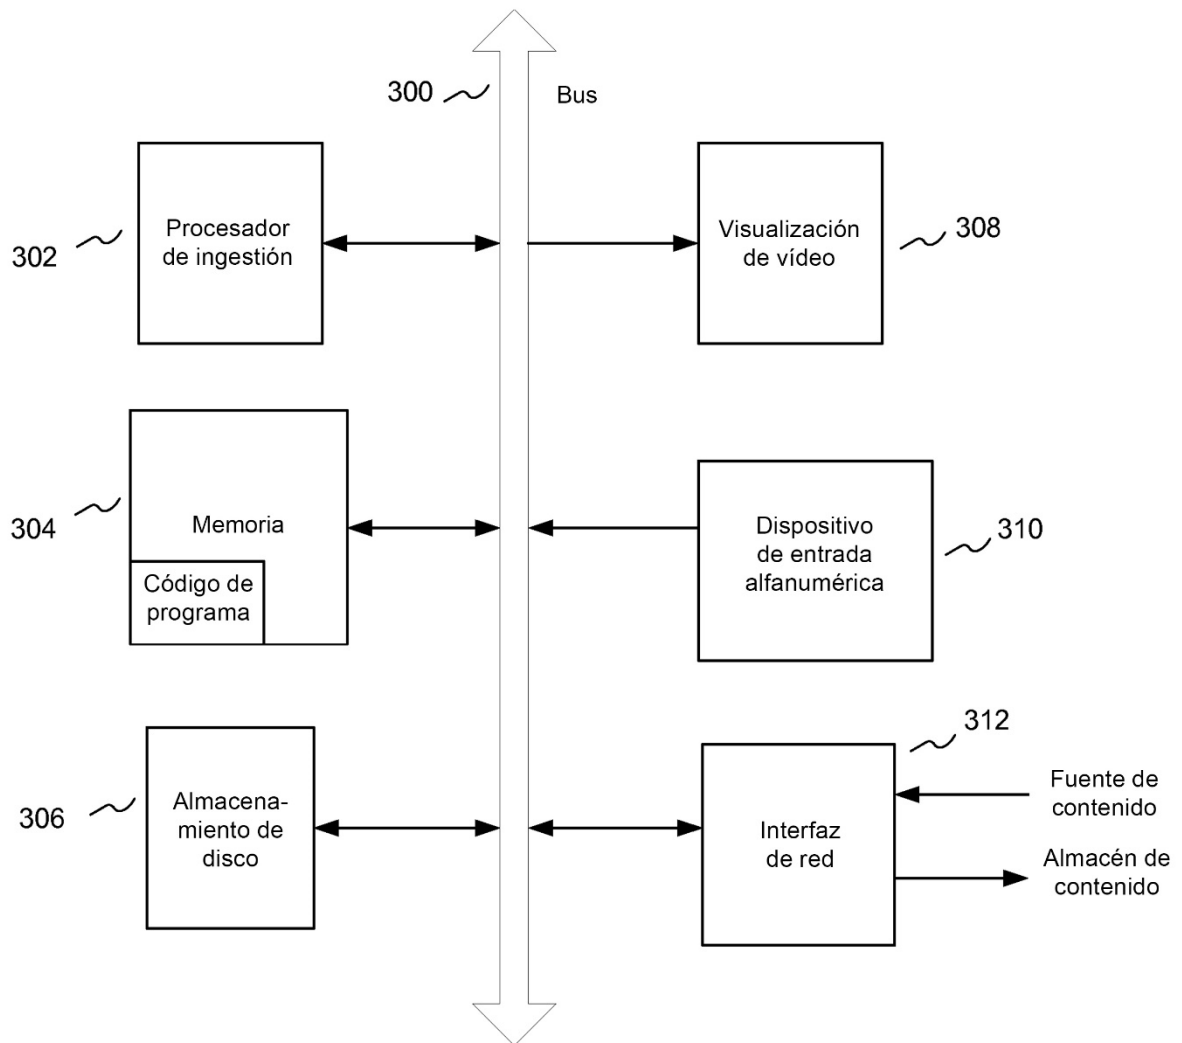 300
Bus
302
Procesador
de ingestión
Visualización
de vídeo
308
304
Memoria
Código de
programa
Dispositivo
de entrada
alfanumérica
310
306
Almacena-
miento de
disco
312
Interfaz
de red
Fuente de
contenido
Almacén de
contenido